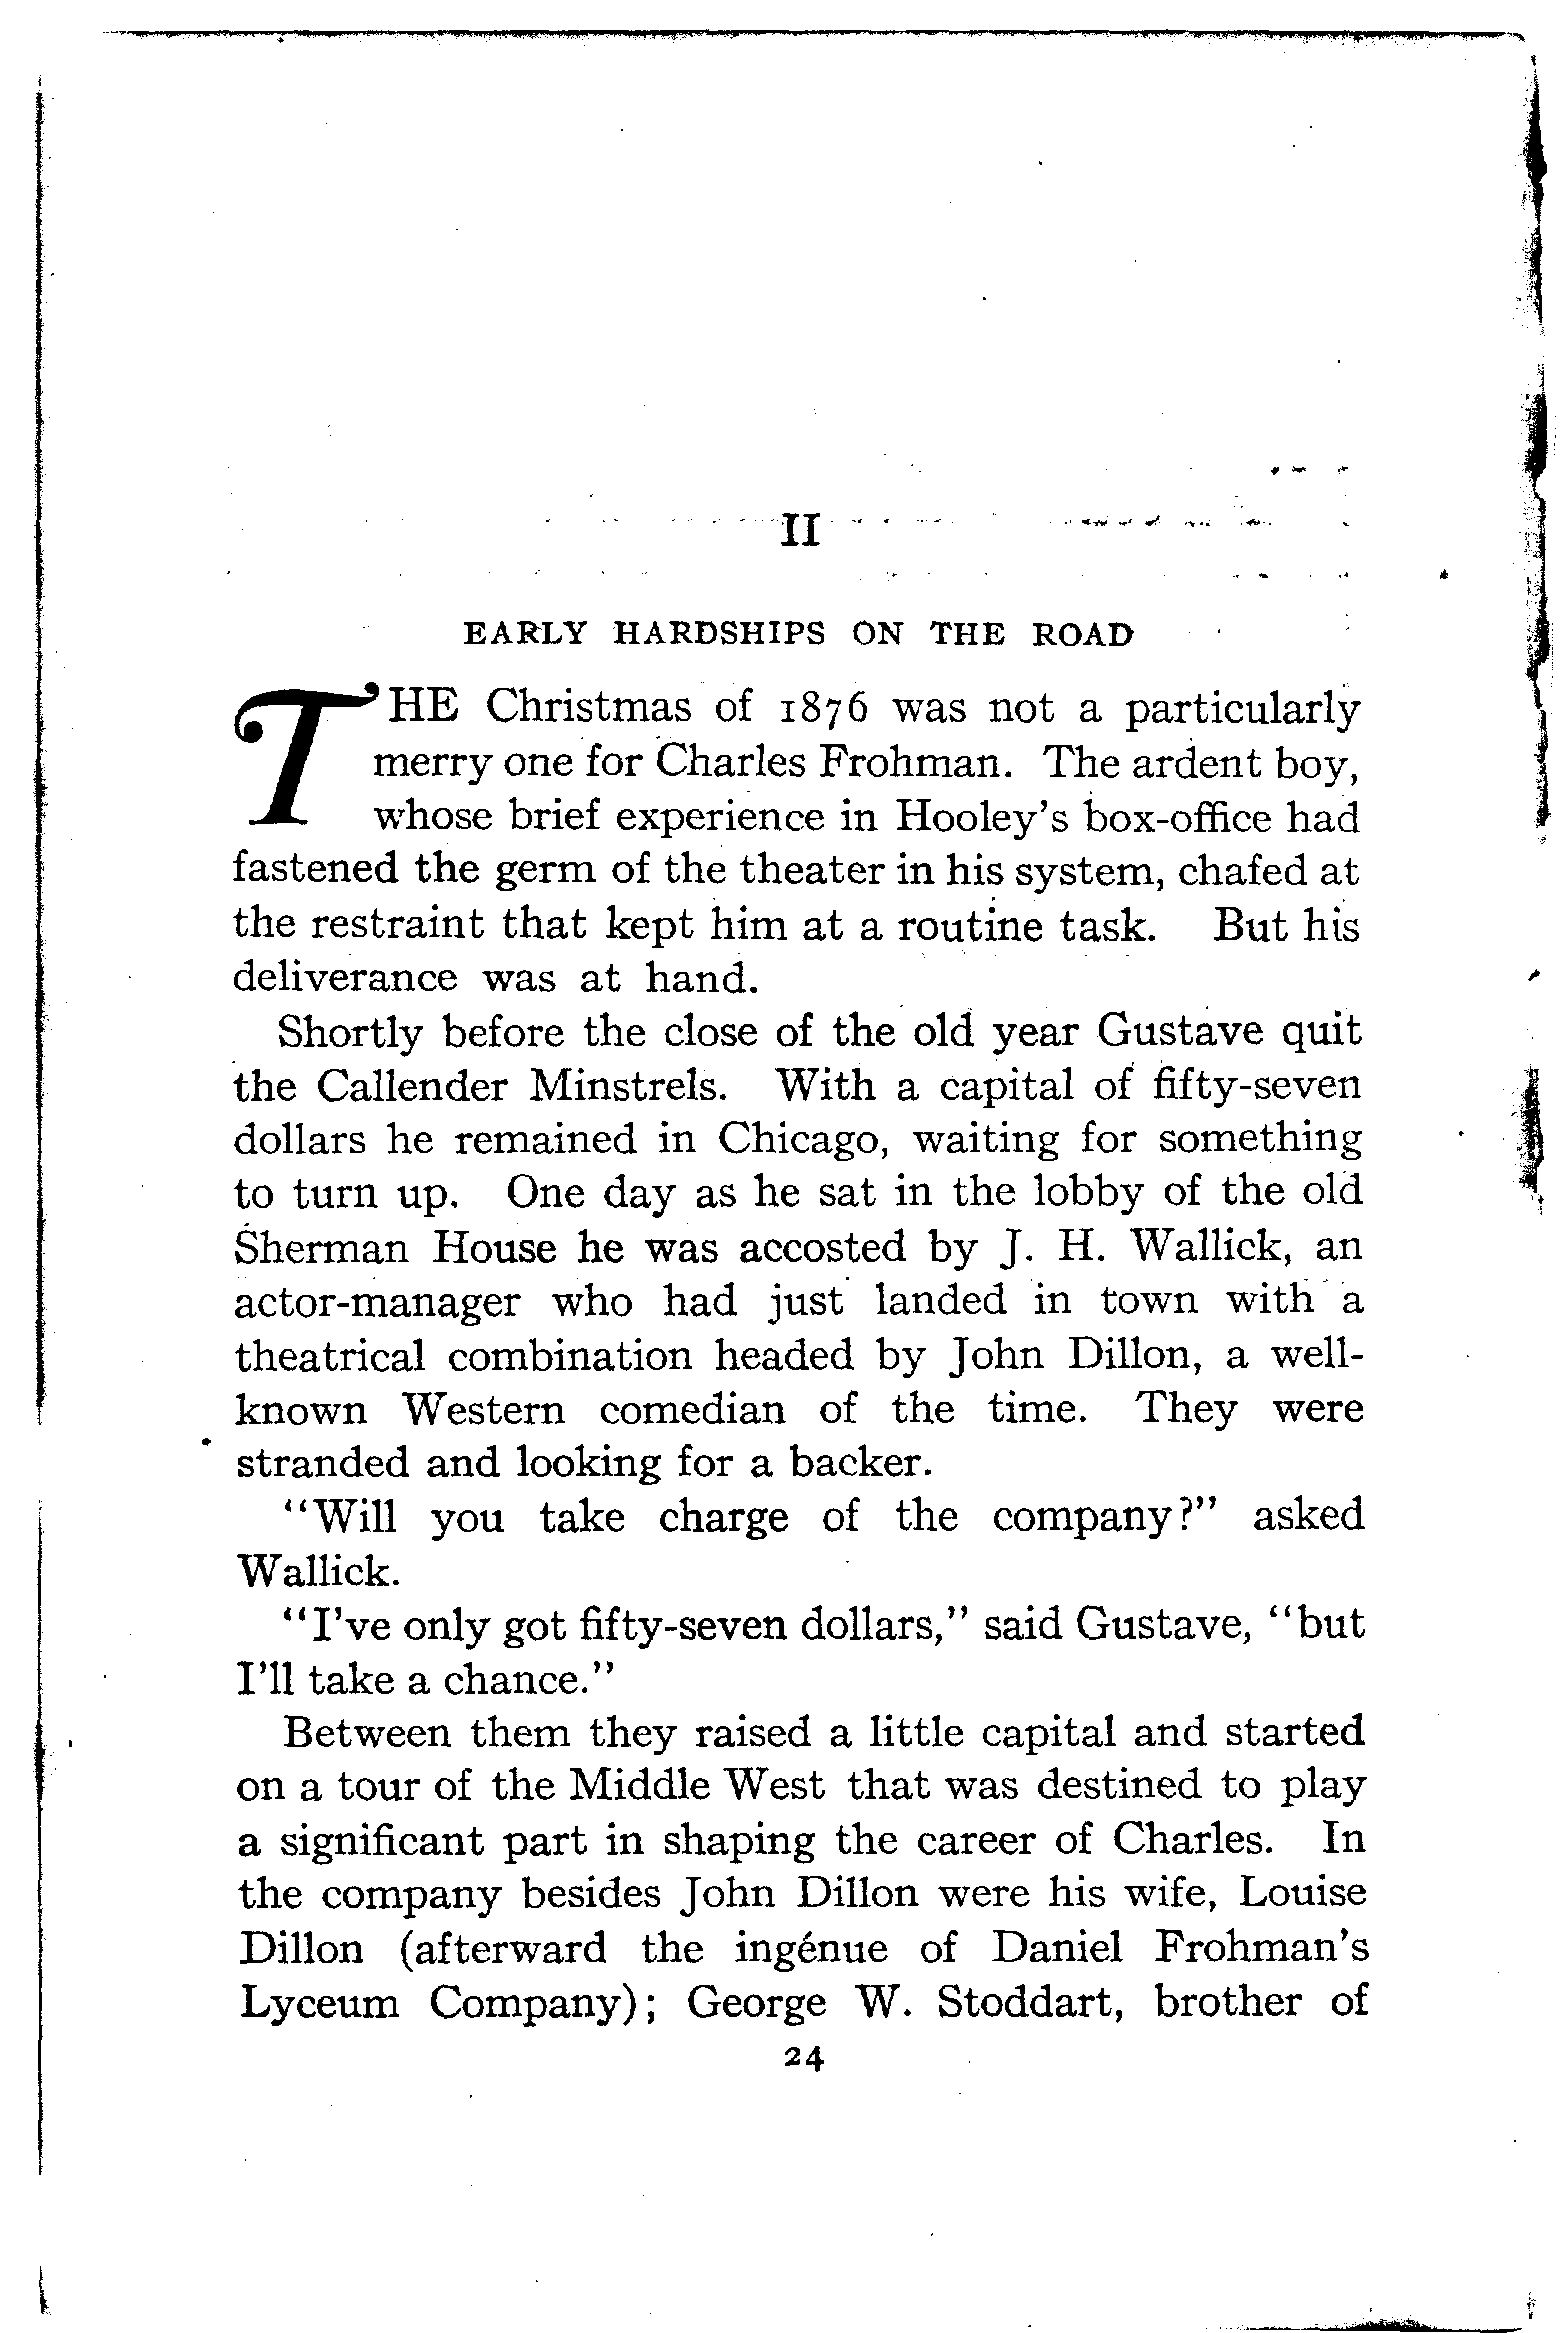 II
EARLY HARDSHIPS ON THE ROAD
THE Christmas of 1876 was not a particularly
merry one for Charles Frohman. The ardent boy,
whose brief experience in Hooley's box-office had
fastened the germ of the theater in his system, chafed at
the restraint that kept him at a routine task. But his
deliverance was at hand.
Shortly before the close of the old year Gustave quit
the Callender Minstrels. With a capital of fifty-seven
dollars he remained in Chicago, waiting for something
to turn up. One day as he sat in the lobby of the old
Sherman House he was accosted by J. H. Wallick, an
actor-manager who had just landed in town with a
theatrical combination headed by John Dillon, a well-
known Western comedian of the time. They were
stranded and looking for a backer.
"Will you take charge of the company?" asked
Wallick.
"I've only got fifty-seven dollars," said Gustave, "but
I'll take a chance."
Between them they raised a little capital and started
on a tour of the Middle West that was destined to play
a significant part in shaping the career of Charles. In
the company besides John Dillon were his wife, Louise
Dillon (afterward the ingénue of Daniel Frohman's
Lyceum Company); George W. Stoddart, brother of
24